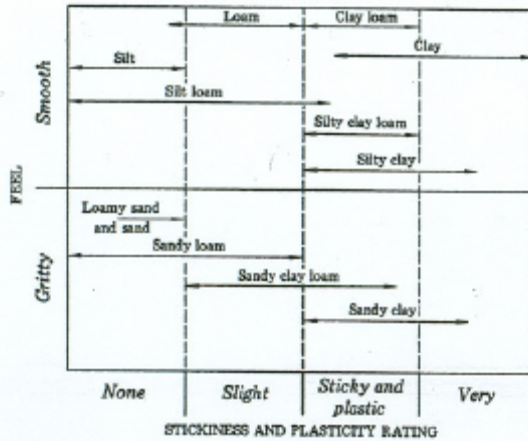 Loam
Clay loam
Clay
Silt
Silt loam
Silty clay loam
Silty clay
Smooth
FEEL
Loamy sand
and sand
Sandy loam
Sandy clay loam
Sandy clay
Gritty
None
Slight
Sticky and
plastic
Very
STICKINESS AND PLASTICITY RATING